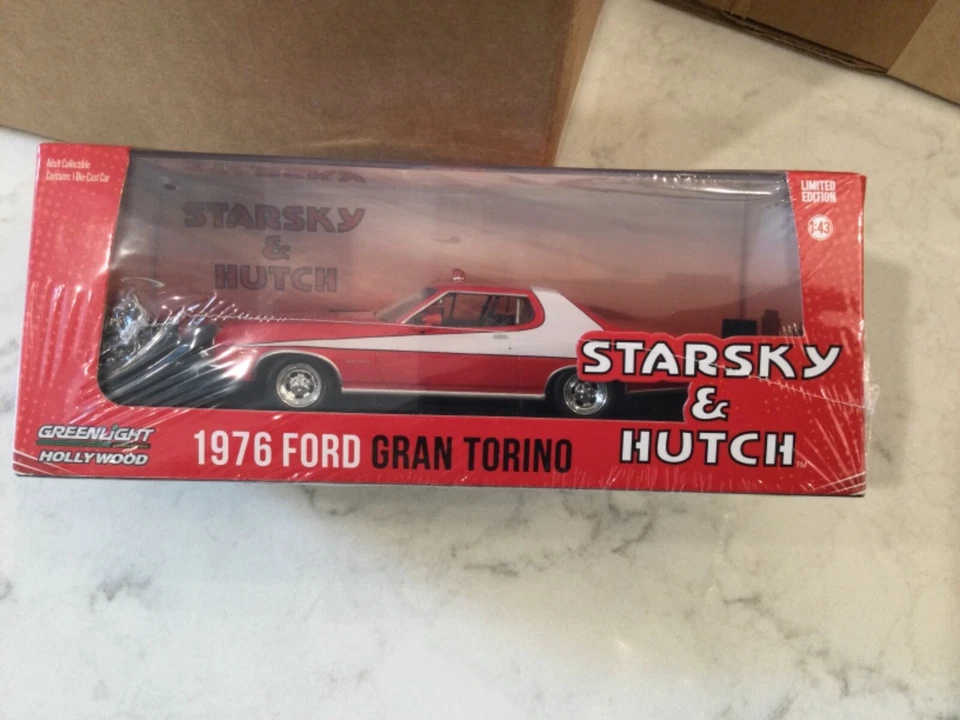 Adult Collectible
Contains: 1 Die-Cast Car
LIMITED
EDITION
1:43
STARSKY
&
HUTCH
STARSKY
&
HUTCH™
GREENLIGHT
HOLLYWOOD
1976 FORD GRAN TORINO